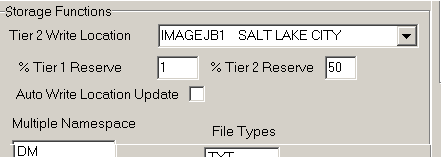 Storage Functions
Tier 2 Write Location IMAGEJB1 SALT LAKE CITY
% Tier 1 Reserve 1 % Tier 2 Reserve 50
Auto Write Location Update
Multiple Namespace File Types
DM TXT